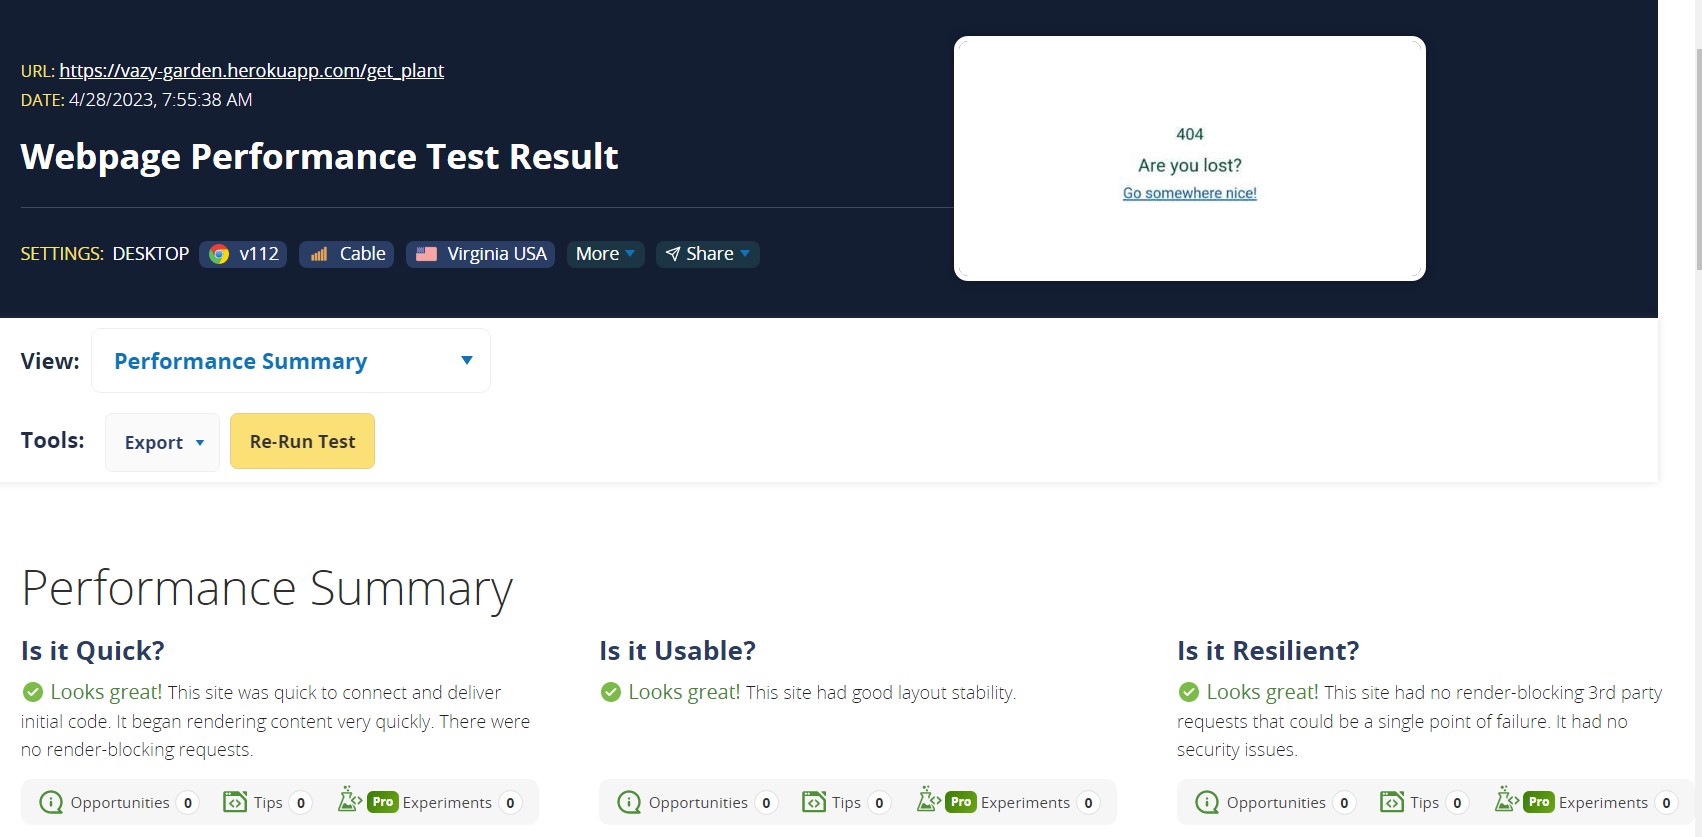 URL: https://vazy-garden.herokuapp.com/get_plant
DATE: 4/28/2023, 7:55:38 AM
Webpage Performance Test Result
SETTINGS: DESKTOP v112 Cable Virginia USA More Share
404
Are you lost?
Go somewhere nice!
View: Performance Summary
Tools: Export Re-Run Test
Performance Summary
Is it Quick?
Looks great! This site was quick to connect and deliver
initial code. It began rendering content very quickly. There were
no render-blocking requests.
Opportunities 0 Tips 0 Pro Experiments 0
Is it Usable?
Looks great! This site had good layout stability.
Opportunities 0 Tips 0 Pro Experiments 0
Is it Resilient?
Looks great! This site had no render-blocking 3rd party
requests that could be a single point of failure. It had no
security issues.
Opportunities 0 Tips 0 Pro Experiments 0